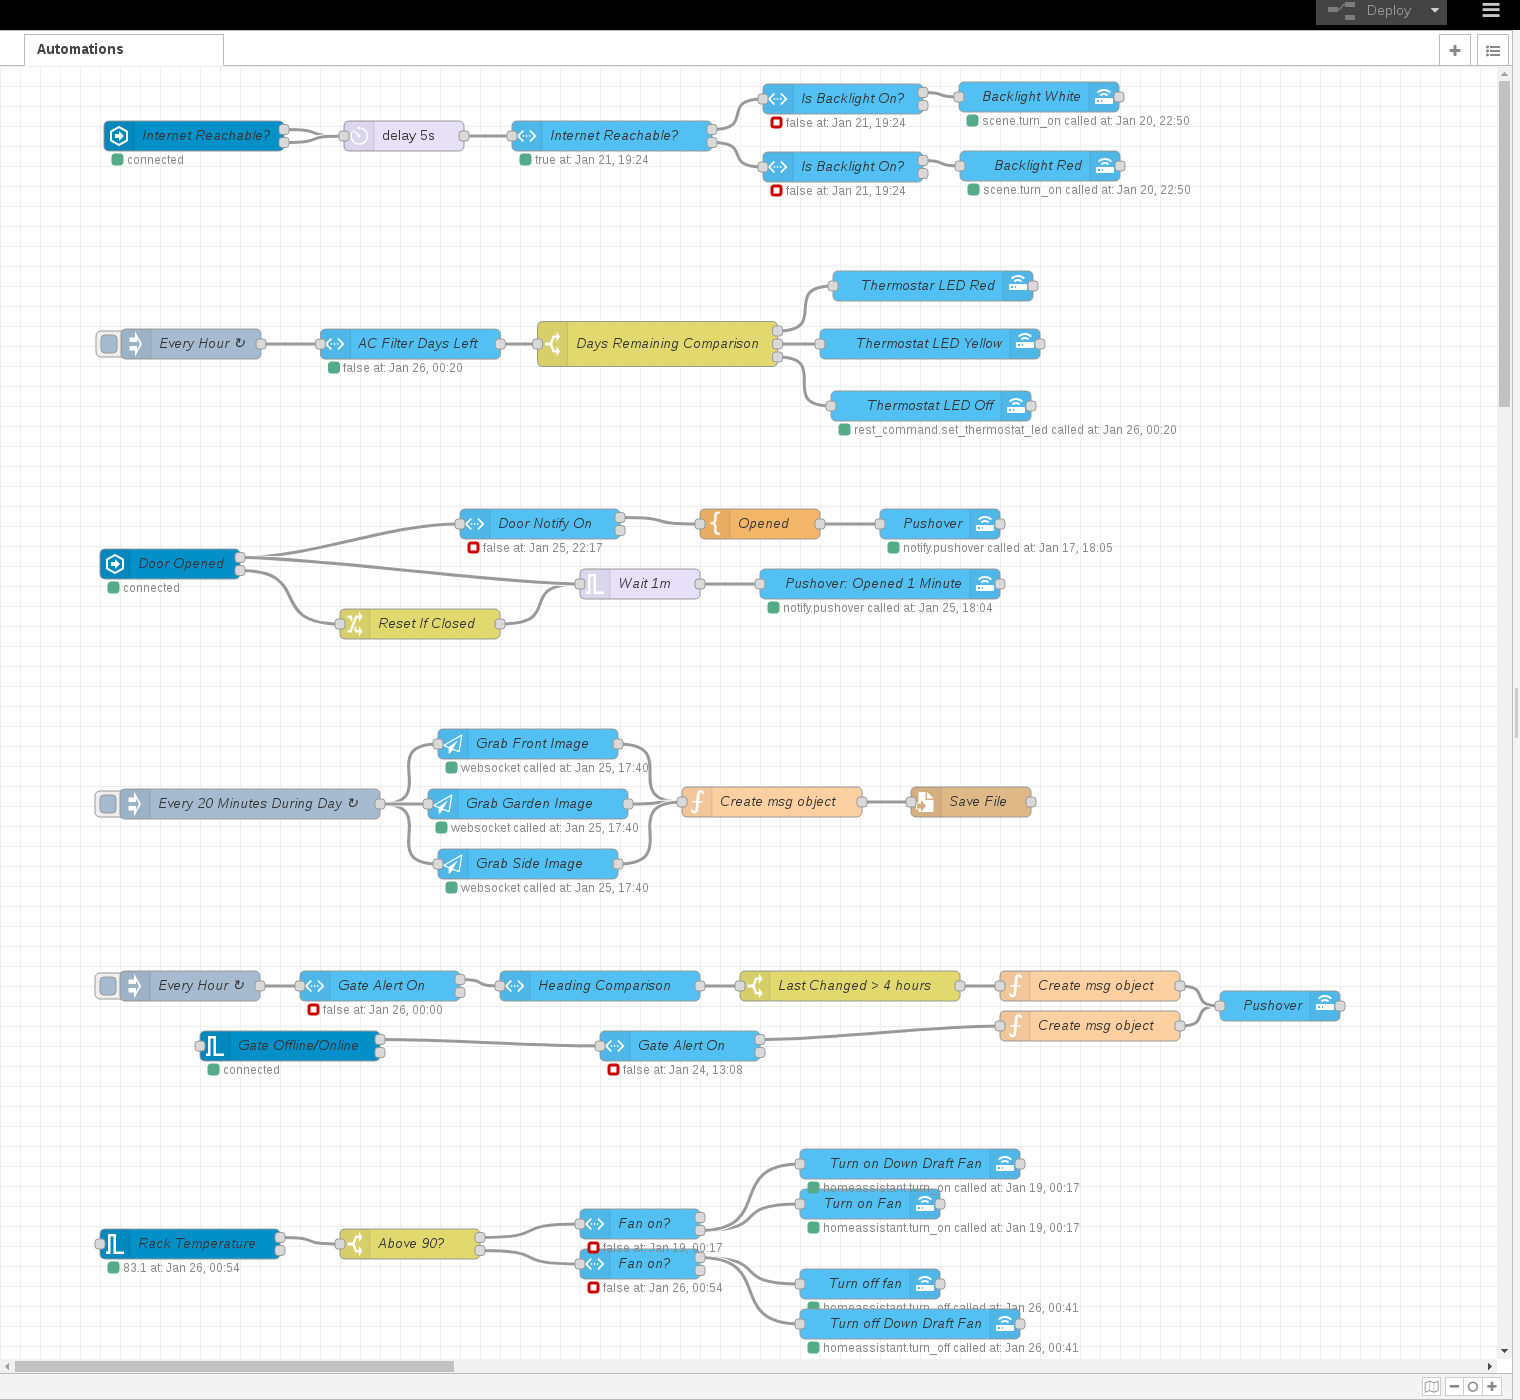 Deploy
Automations
Is Backlight On?
Backlight White
false at: Jan 21, 19:24
scene.turn_on called at: Jan 20, 22:50
Internet Reachable?
delay 5s
Internet Reachable?
connected
true at: Jan 21, 19:24
Is Backlight On?
Backlight Red
false at: Jan 21, 19:24
scene.turn_on called at: Jan 20, 22:50
Thermostar LED Red
Every Hour ↻
AC Filter Days Left
Days Remaining Comparison
Thermostat LED Yellow
false at: Jan 26, 00:20
Thermostat LED Off
rest_command.set_thermostat_led called at: Jan 26, 00:20
Door Notify On
Opened
Pushover
false at: Jan 25, 22:17
notify.pushover called at: Jan 17, 18:05
Door Opened
connected
Wait 1m
Pushover: Opened 1 Minute
notify.pushover called at: Jan 25, 18:04
Reset If Closed
Grab Front Image
websocket called at: Jan 25, 17:40
Every 20 Minutes During Day ↻
Grab Garden Image
Create msg object
Save File
websocket called at: Jan 25, 17:40
Grab Side Image
websocket called at: Jan 25, 17:40
Every Hour ↻
Gate Alert On
Heading Comparison
Last Changed > 4 hours
Create msg object
false at: Jan 26, 00:00
Pushover
Gate Offline/Online
Gate Alert On
Create msg object
connected
false at: Jan 24, 13:08
Turn on Down Draft Fan
homeassistant.turn_on called at: Jan 19, 00:17
Turn on Fan
homeassistant.turn_on called at: Jan 19, 00:17
Fan on?
false at: Jan 19, 00:17
Rack Temperature
Above 90?
83.1 at: Jan 26, 00:54
Fan on?
false at: Jan 26, 00:54
Turn off fan
homeassistant.turn_off called at: Jan 26, 00:41
Turn off Down Draft Fan
homeassistant.turn_off called at: Jan 26, 00:41